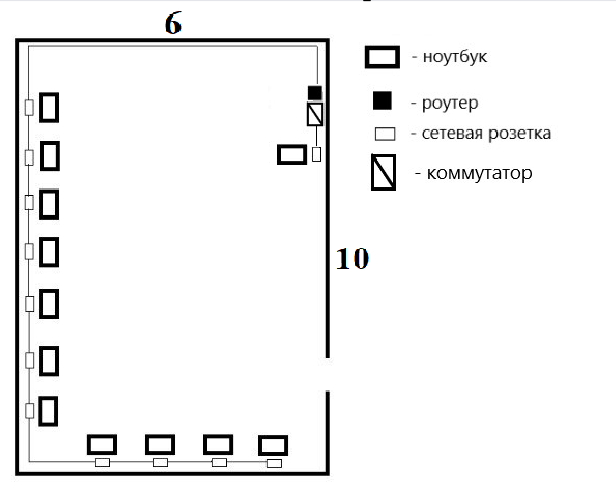 6
- ноутбук
- роутер
- сетевая розетка
- коммутатор
10